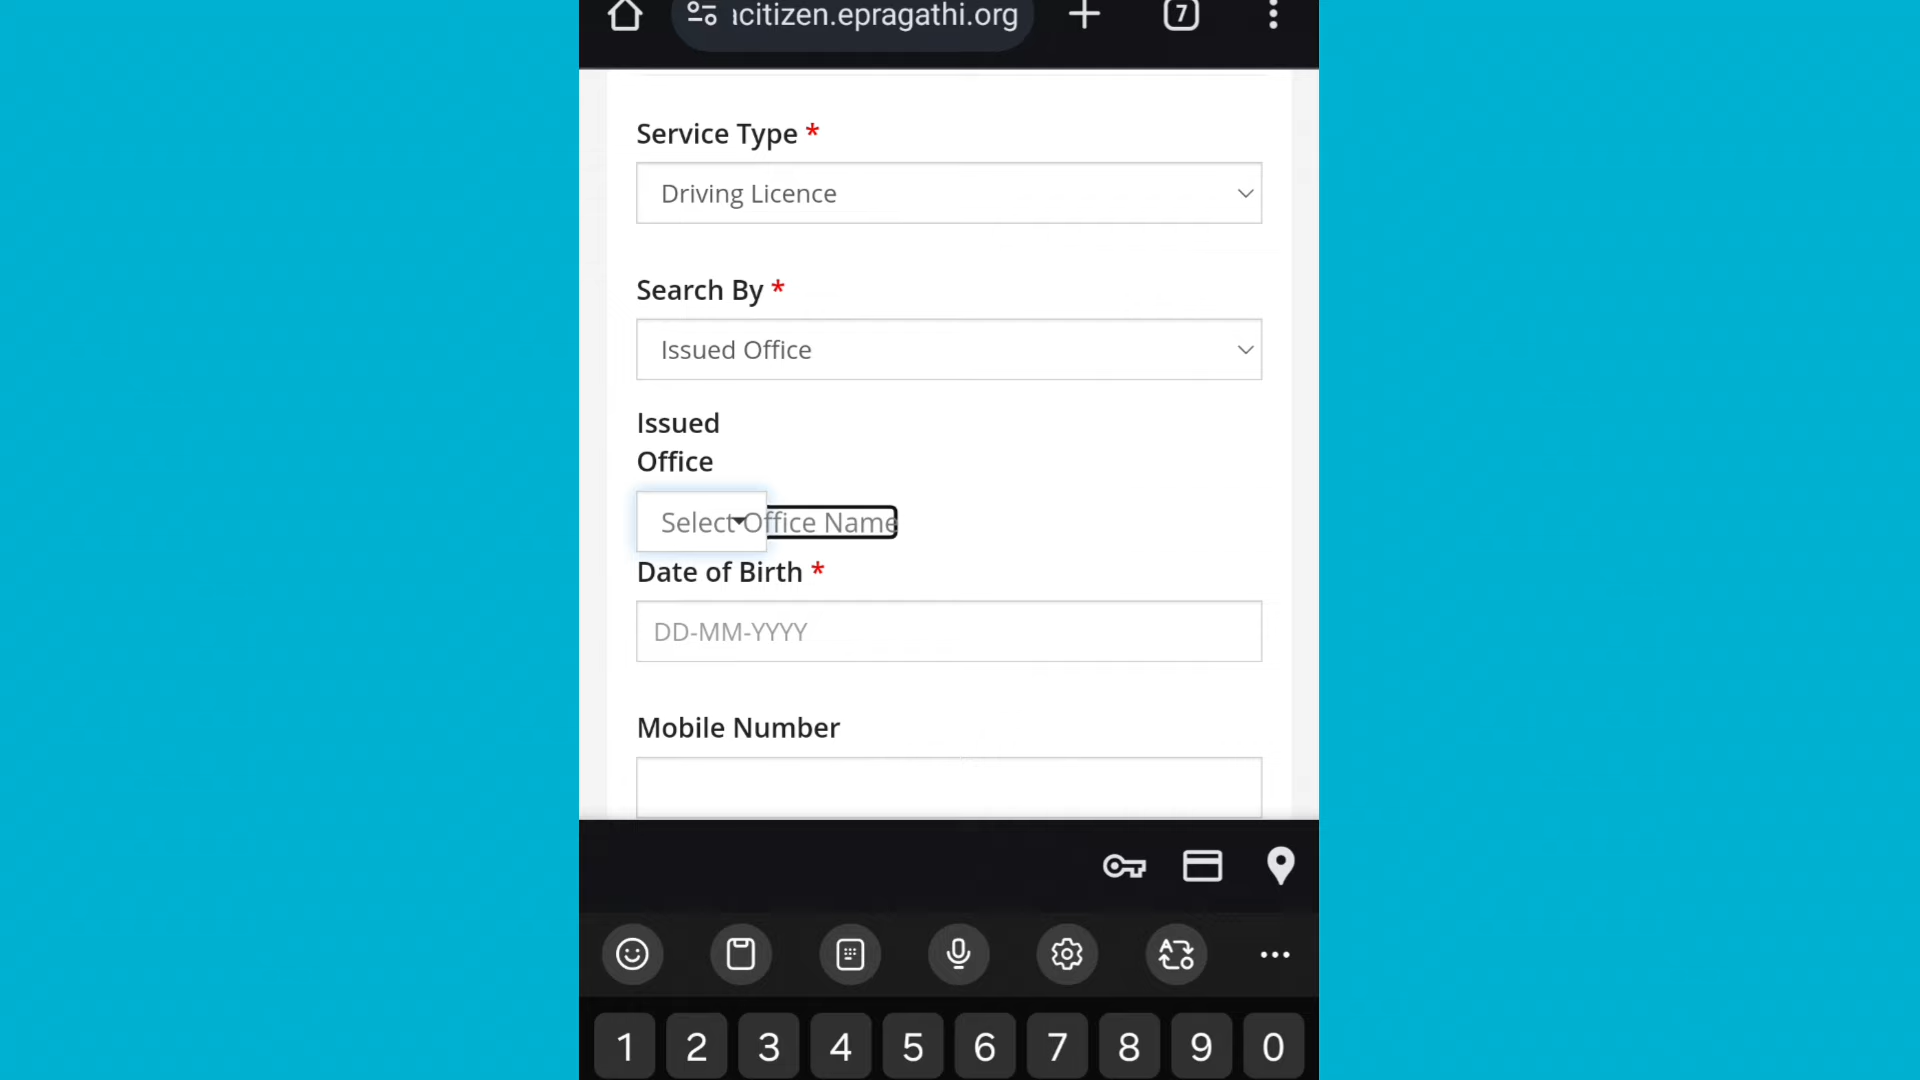 acitizen.epragathi.org
7
Service Type *
Driving Licence
Search By *
Issued Office
Issued
Office
Select Office Name
Date of Birth *
DD-MM-YYYY
Mobile Number
1 2 3 4 5 6 7 8 9 0